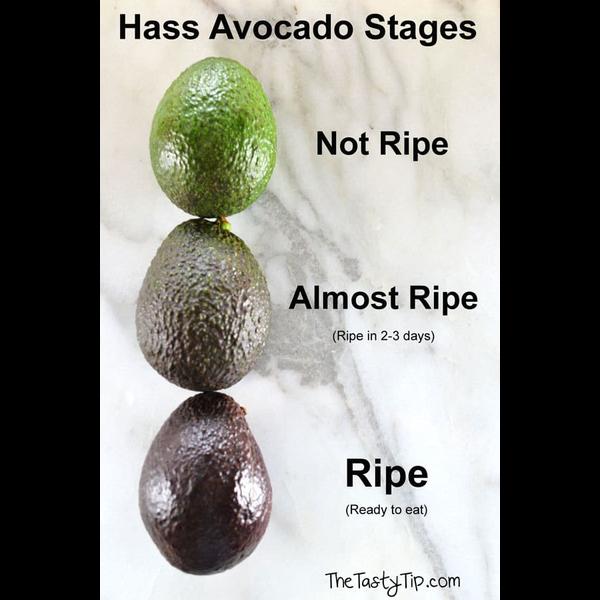 Hass Avocado Stages
Not Ripe
Almost Ripe
(Ripe in 2-3 days)
Ripe
(Ready to eat)
TheTastyTip.com